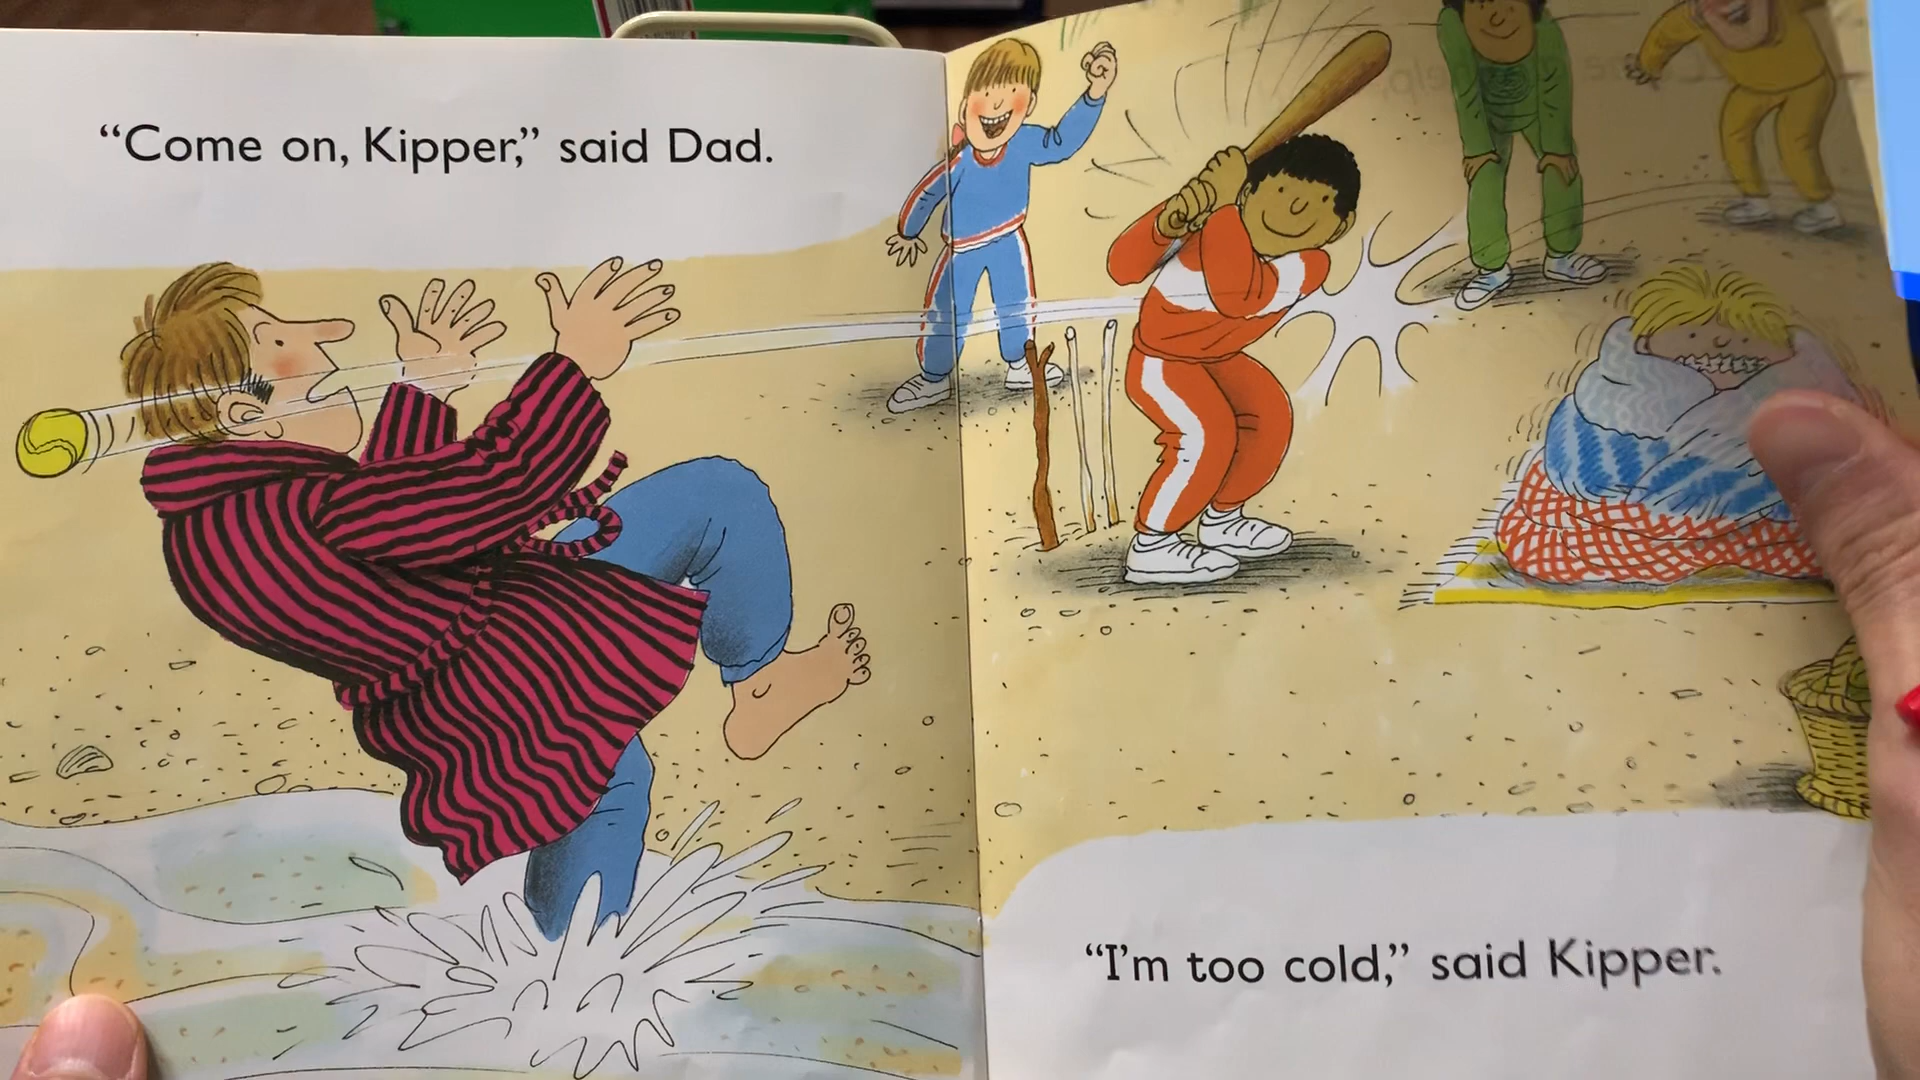 “Come on, Kipper,” said Dad.
“I’m too cold,” said Kipper.